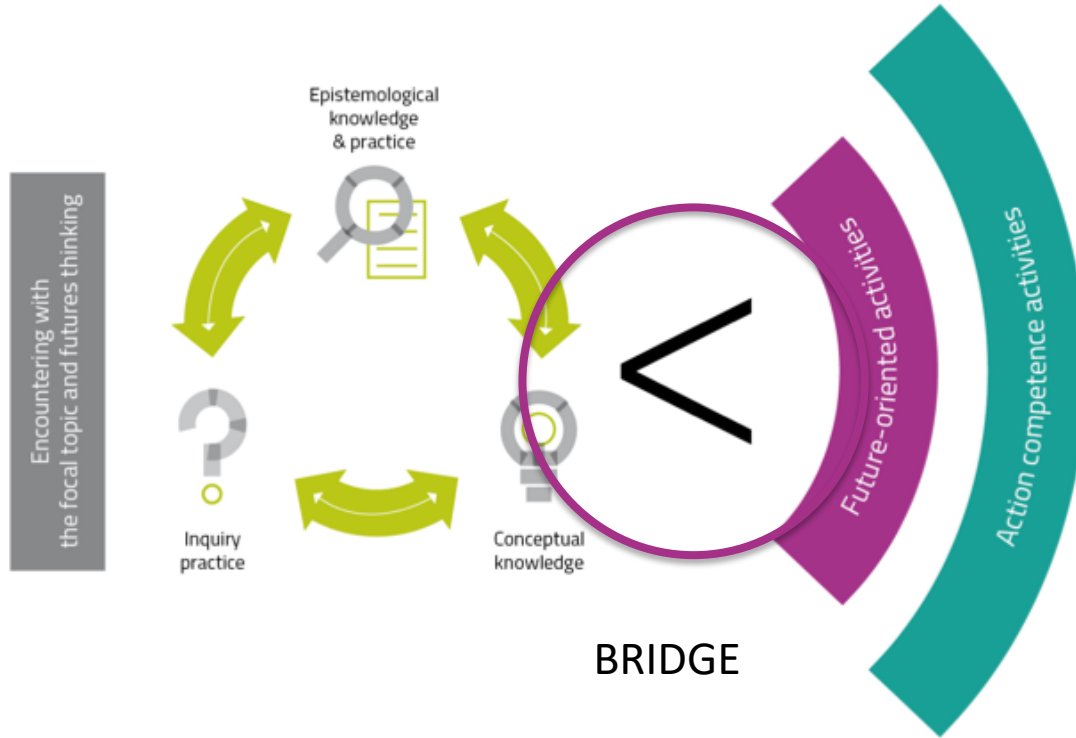 Encountering with
the focal topic and futures thinking
Epistemological
knowledge
& practice
Inquiry
practice
Conceptual
knowledge
<
BRIDGE
Future-oriented activities
Action competence activities